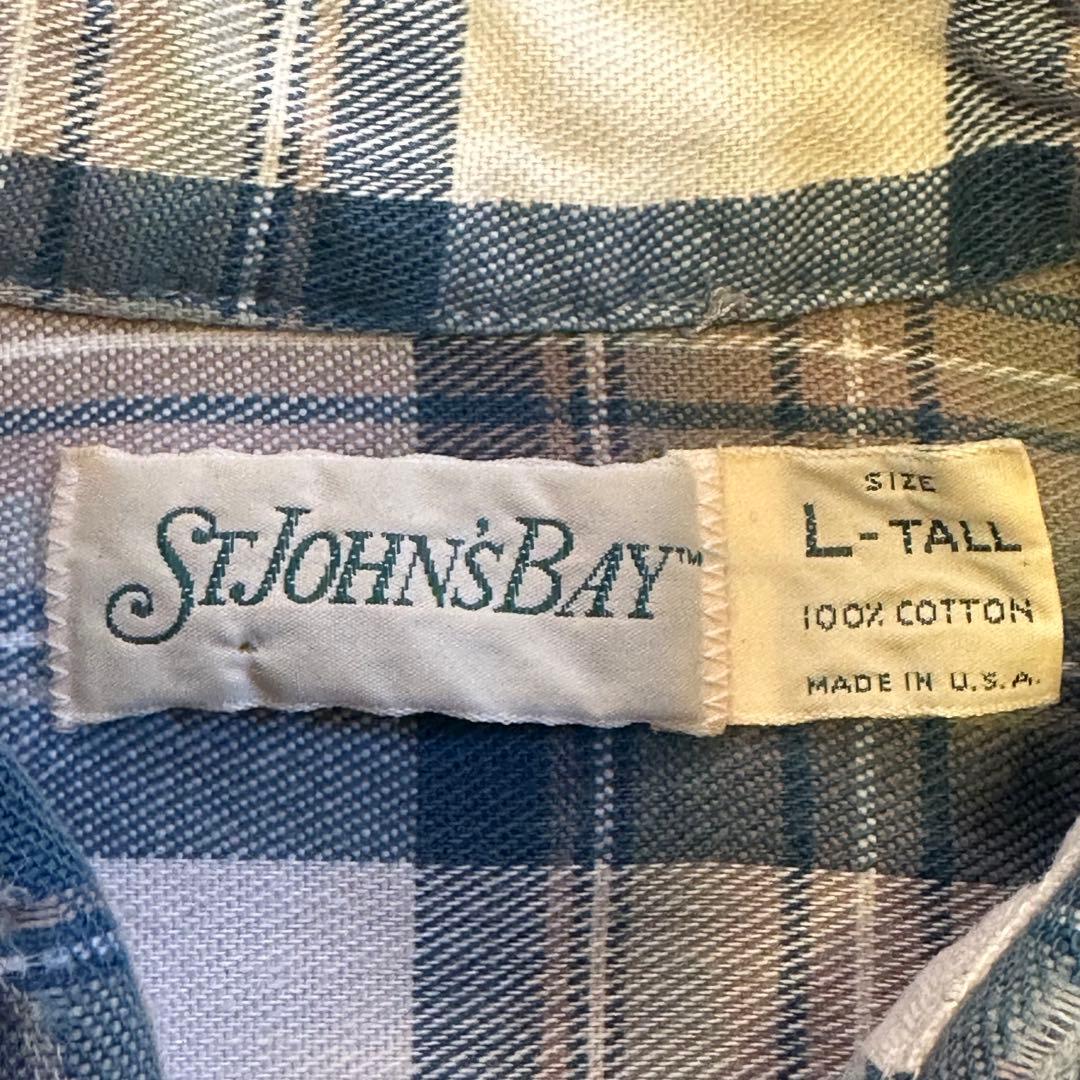 ST JOHN'S BAY™
SIZE
L-TALL
100% COTTON
MADE IN U.S.A.